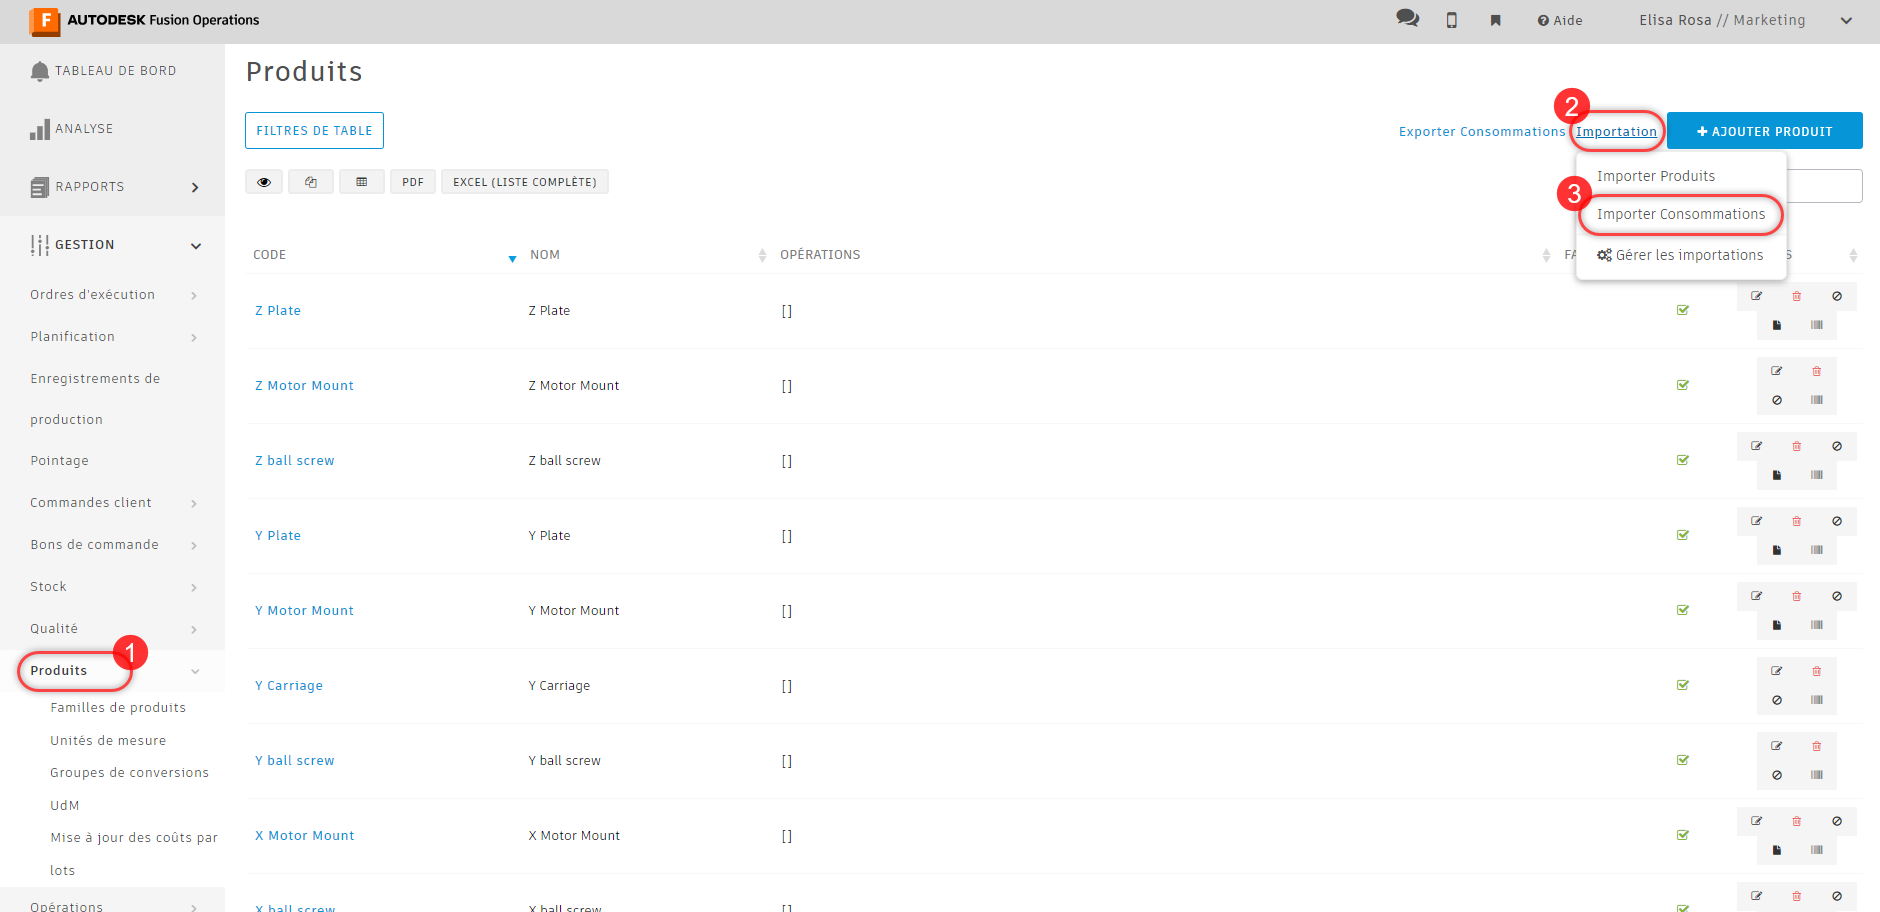 F AUTODESK Fusion Operations
Aide
Elisa Rosa // Marketing
TABLEAU DE BORD
ANALYSE
RAPPORTS
GESTION
Ordres d'exécution
Planification
Enregistrements de
production
Pointage
Commandes client
Bons de commande
Stock
Qualité
Produits
1
Familles de produits
Unités de mesure
Groupes de conversions
UdM
Mise à jour des coûts par
lots
Opérations
Produits
FILTRES DE TABLE
Exporter Consommations
2
Importation
AJOUTER PRODUIT
Importer Produits
3
Importer Consommations
Gérer les importations
PDF
EXCEL (LISTE COMPLÈTE)
CODE NOM OPÉRATIONS
Z Plate Z Plate []
Z Motor Mount Z Motor Mount []
Z ball screw Z ball screw []
Y Plate Y Plate []
Y Motor Mount Y Motor Mount []
Y Carriage Y Carriage []
Y ball screw Y ball screw []
X Motor Mount X Motor Mount []
X ball screw X ball screw []